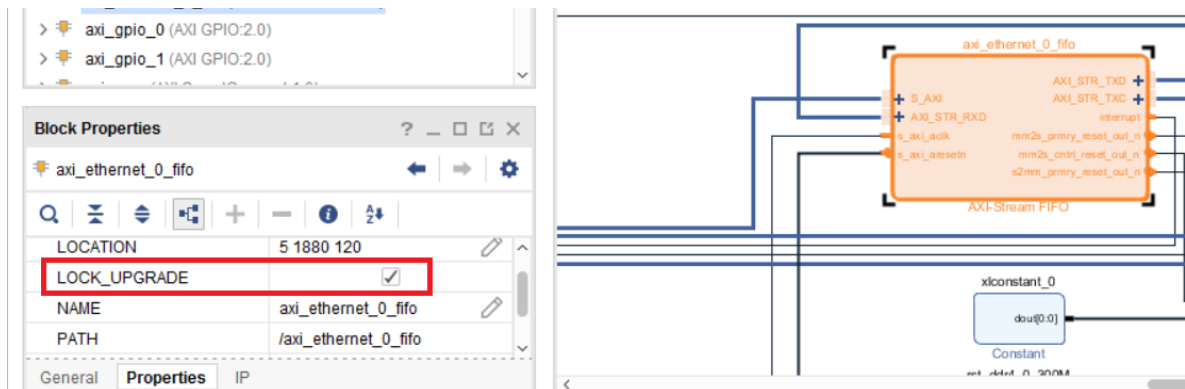 axi_gpio_0 (AXI GPIO:2.0)
axi_gpio_1 (AXI GPIO:2.0)
Block Properties
axi_ethernet_0_fifo
LOCATION 5 1880 120
LOCK_UPGRADE
NAME axi_ethernet_0_fifo
PATH /axi_ethernet_0_fifo
General Properties IP
axi_ethernet_0_fifo
AXI_STR_TXD
S_AXI AXI_STR_TXC
AXI_STR_RXD interrupt
s_axi_aclk mm2s_prmry_reset_out_n
s_axi_aresetn mm2s_cntrl_reset_out_n
s2mm_prmry_reset_out_n
AXI-Stream FIFO
xlconstant_0
dout[0:0]
Constant